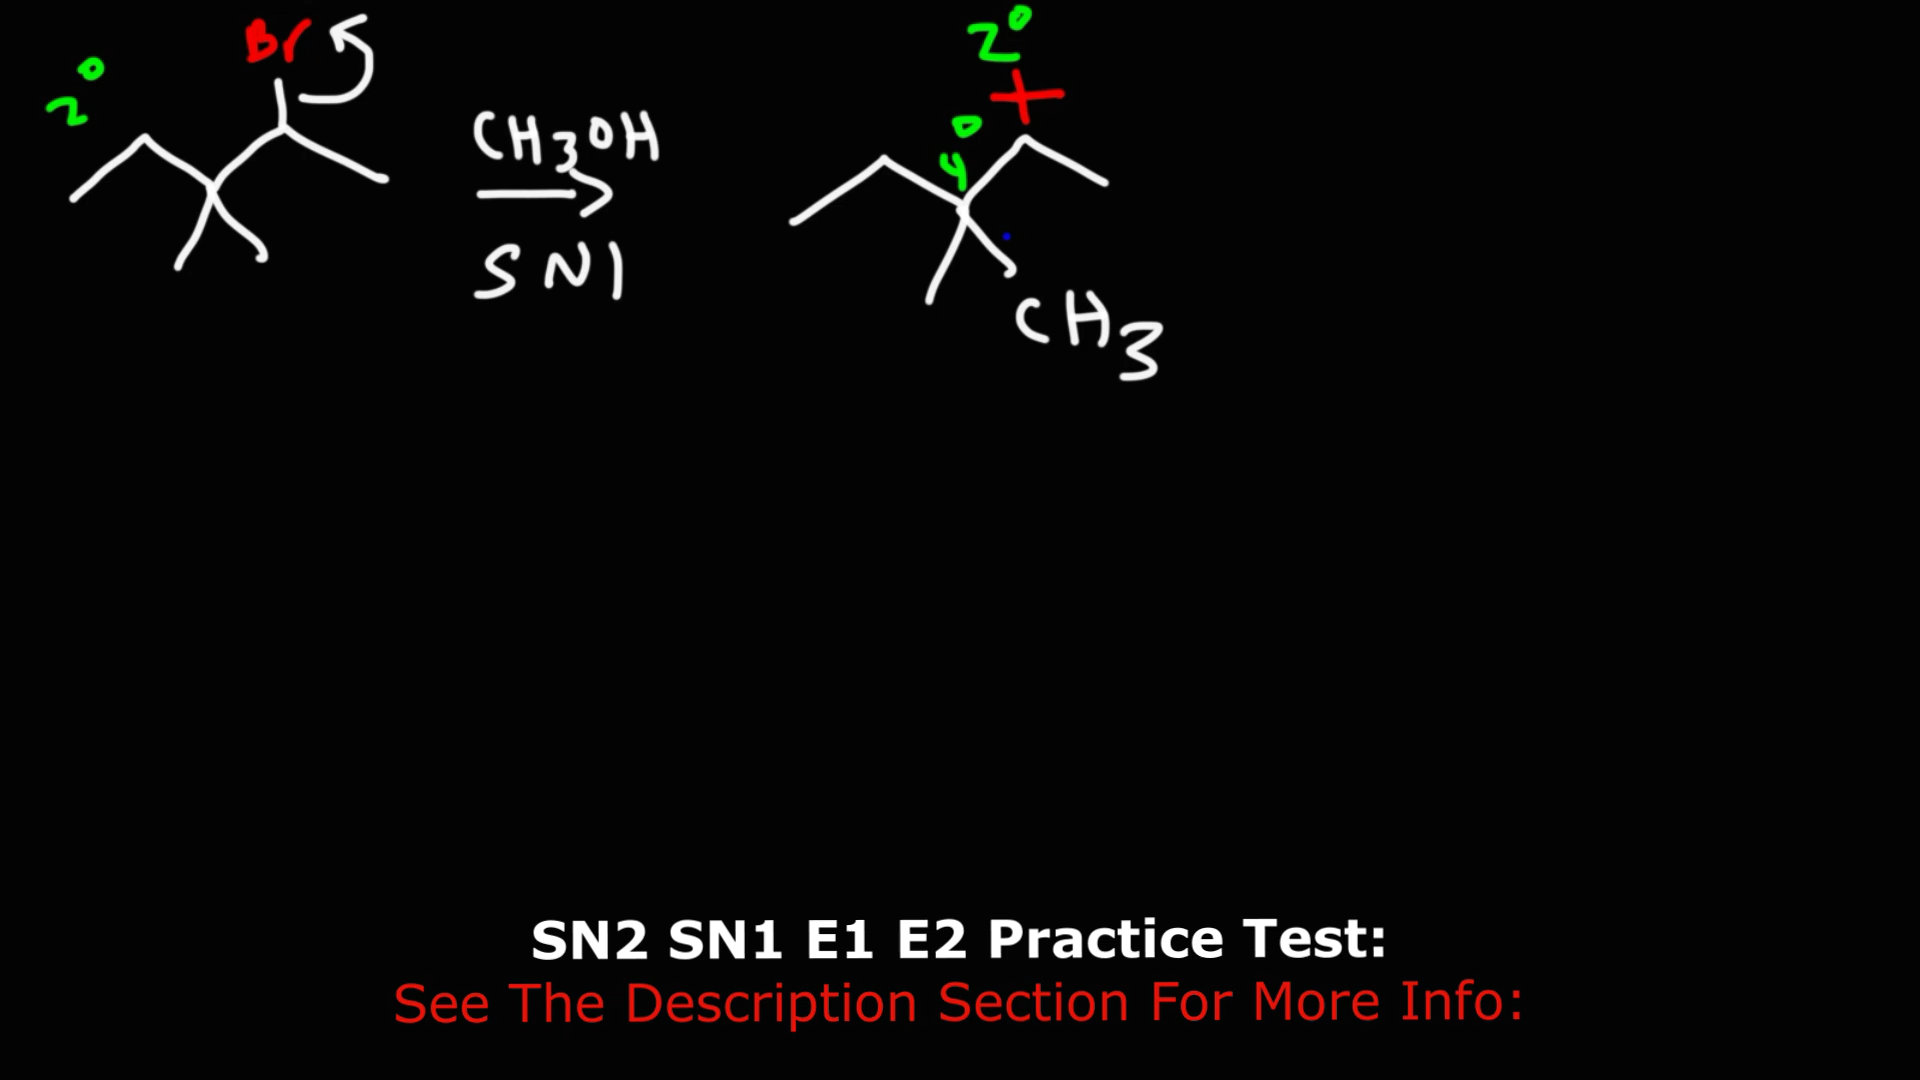 Br
2°
CH3OH
SN1
2°
+
4°
CH3
SN2 SN1 E1 E2 Practice Test:
See The Description Section For More Info: